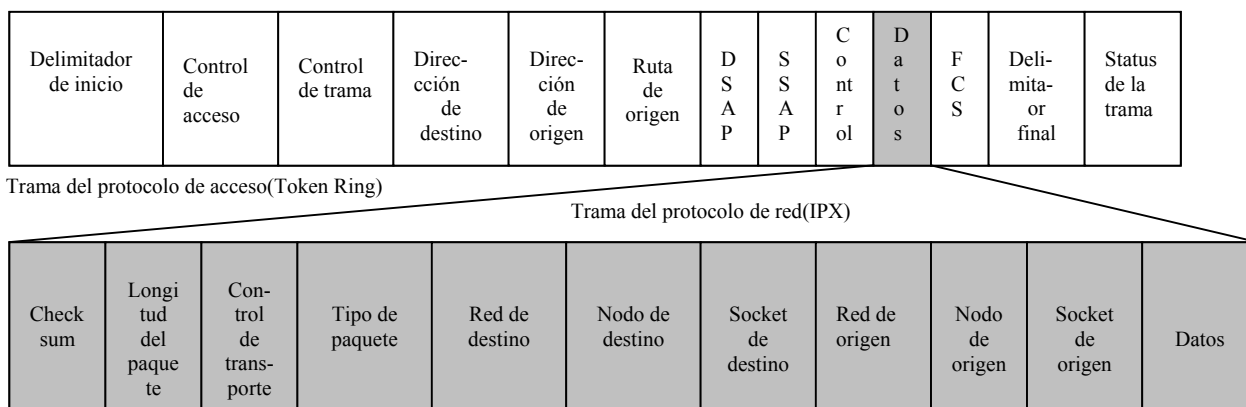 Delimitador
de inicio
Control
de
acceso
Control
de trama
Direc-
cción
de
destino
Direc-
ción
de
origen
Ruta
de
origen
D
S
A
P
S
S
A
P
C
o
nt
r
ol
D
a
t
o
s
F
C
S
Deli-
mita-
or
final
Status
de la
trama
Trama del protocolo de acceso(Token Ring)
Trama del protocolo de red(IPX)
Check
sum
Longi
tud
del
paque
te
Con-
trol
de
trans-
porte
Tipo de
paquete
Red de
destino
Nodo de
destino
Socket
de
destino
Red de
origen
Nodo
de
origen
Socket
de
origen
Datos